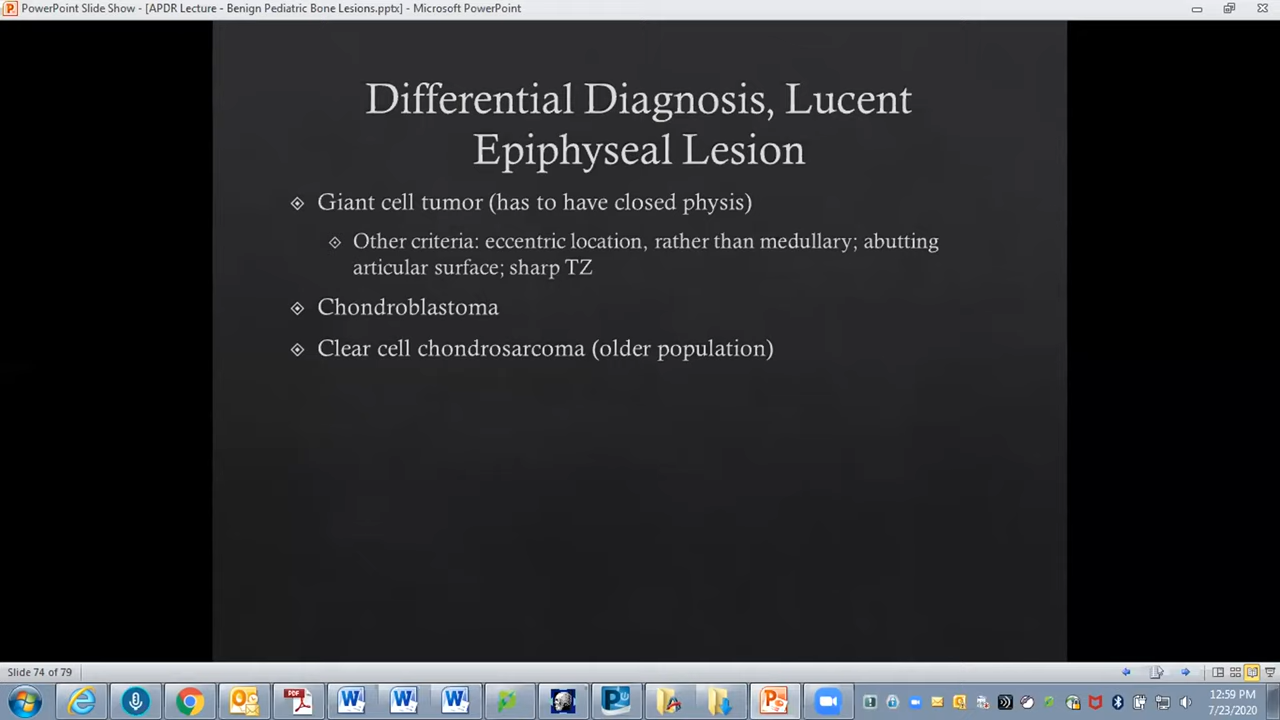 PowerPoint Slide Show - [APDR Lecture - Benign Pediatric Bone Lesions.pptx] - Microsoft PowerPoint
Differential Diagnosis, Lucent
Epiphyseal Lesion
Giant cell tumor (has to have closed physis)
Other criteria: eccentric location, rather than medullary; abutting
articular surface; sharp TZ
Chondroblastoma
Clear cell chondrosarcoma (older population)
Slide 74 of 79
PDF
12:59 PM
7/23/2020